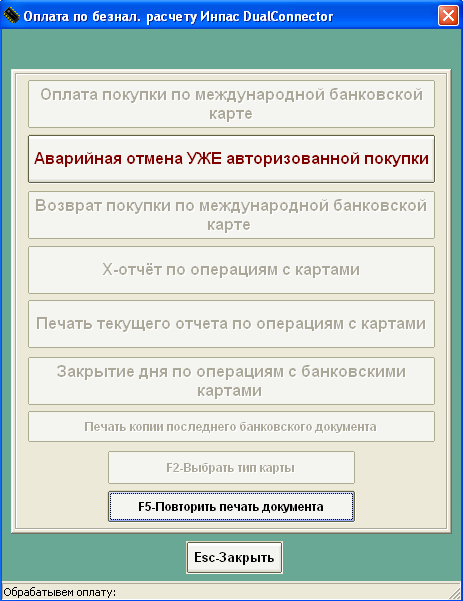 Оплата по безнал. расчету Инпас DualConnector
Оплата покупки по международной банковской
карте
Аварийная отмена УЖЕ авторизованной покупки
Возврат покупки по международной банковской
карте
Х-отчёт по операциям с картами
Печать текущего отчета по операциям с картами
Закрытие дня по операциям с банковскими
картами
Печать копии последнего банковского документа
F2-Выбрать тип карты
F5-Повторить печать документа
Esc-Закрыть
Обрабатывем оплату: